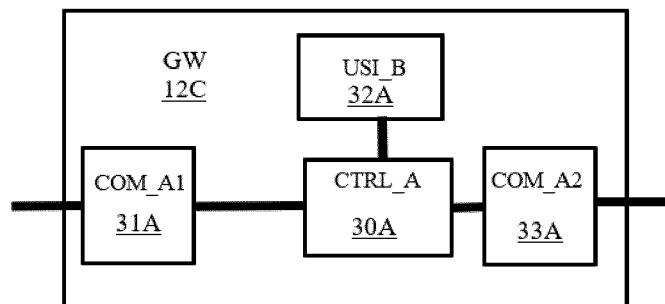 GW
12C
USI_B
32A
COM_A1
31A
CTRL_A
30A
COM_A2
33A